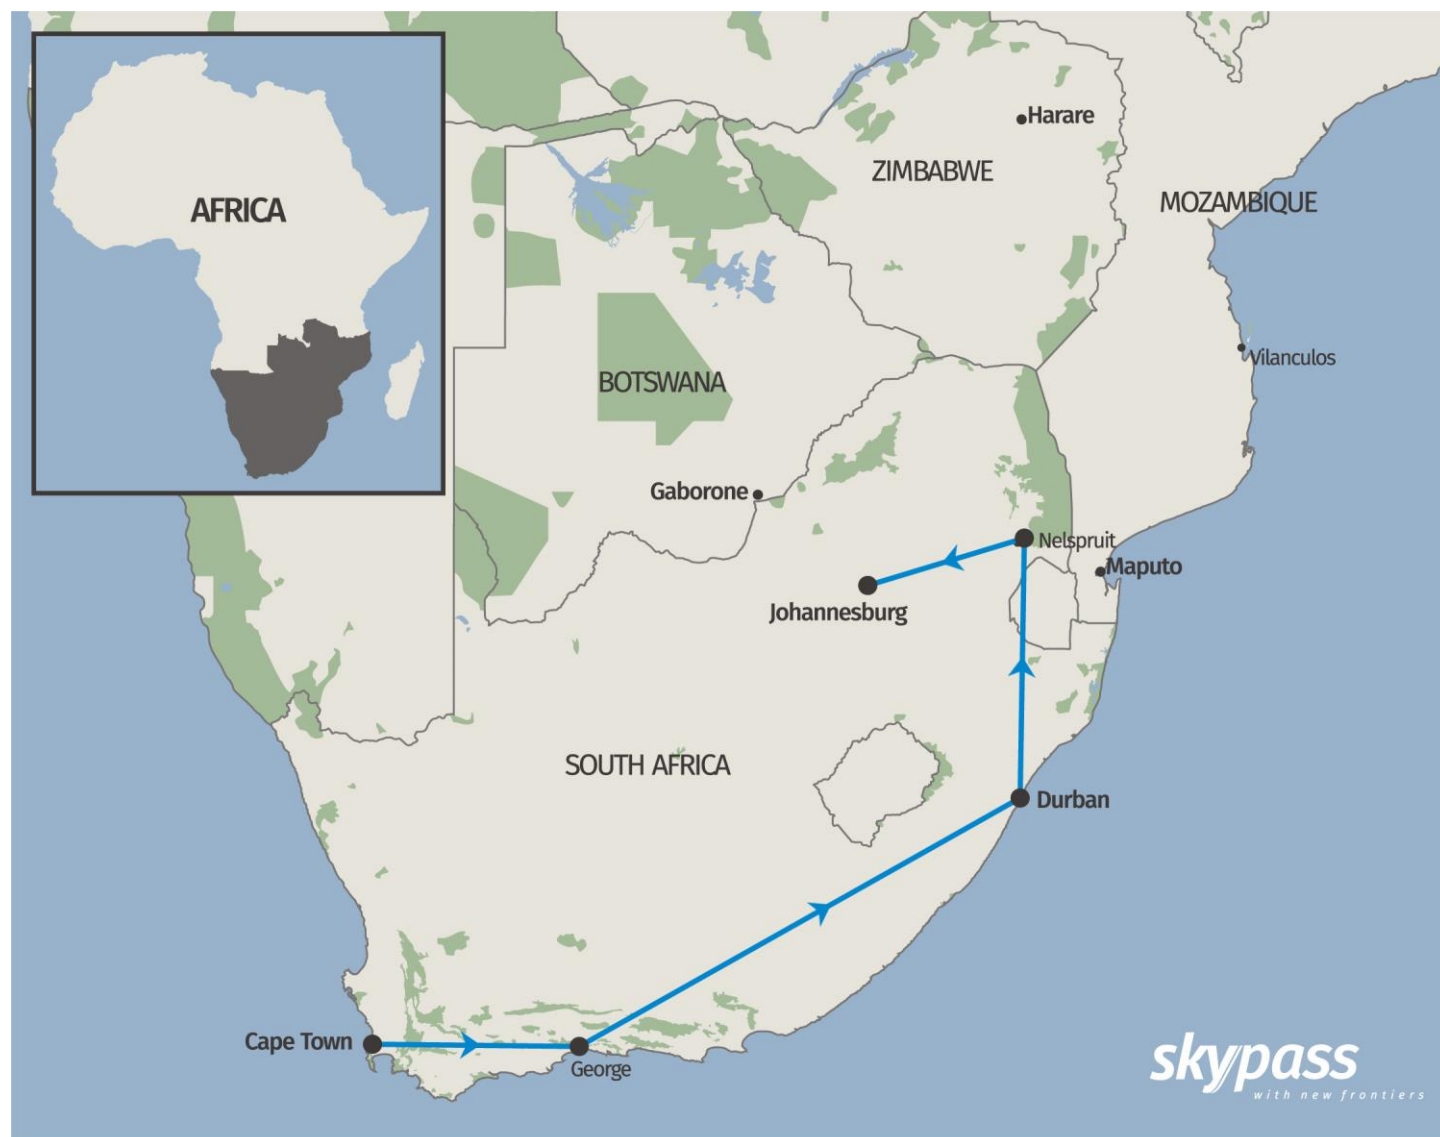 AFRICA
Harare
ZIMBABWE
MOZAMBIQUE
Vilanculos
BOTSWANA
Gaborone
Nelspruit
Maputo
Johannesburg
SOUTH AFRICA
Durban
Cape Town
George
skypass
with new frontiers